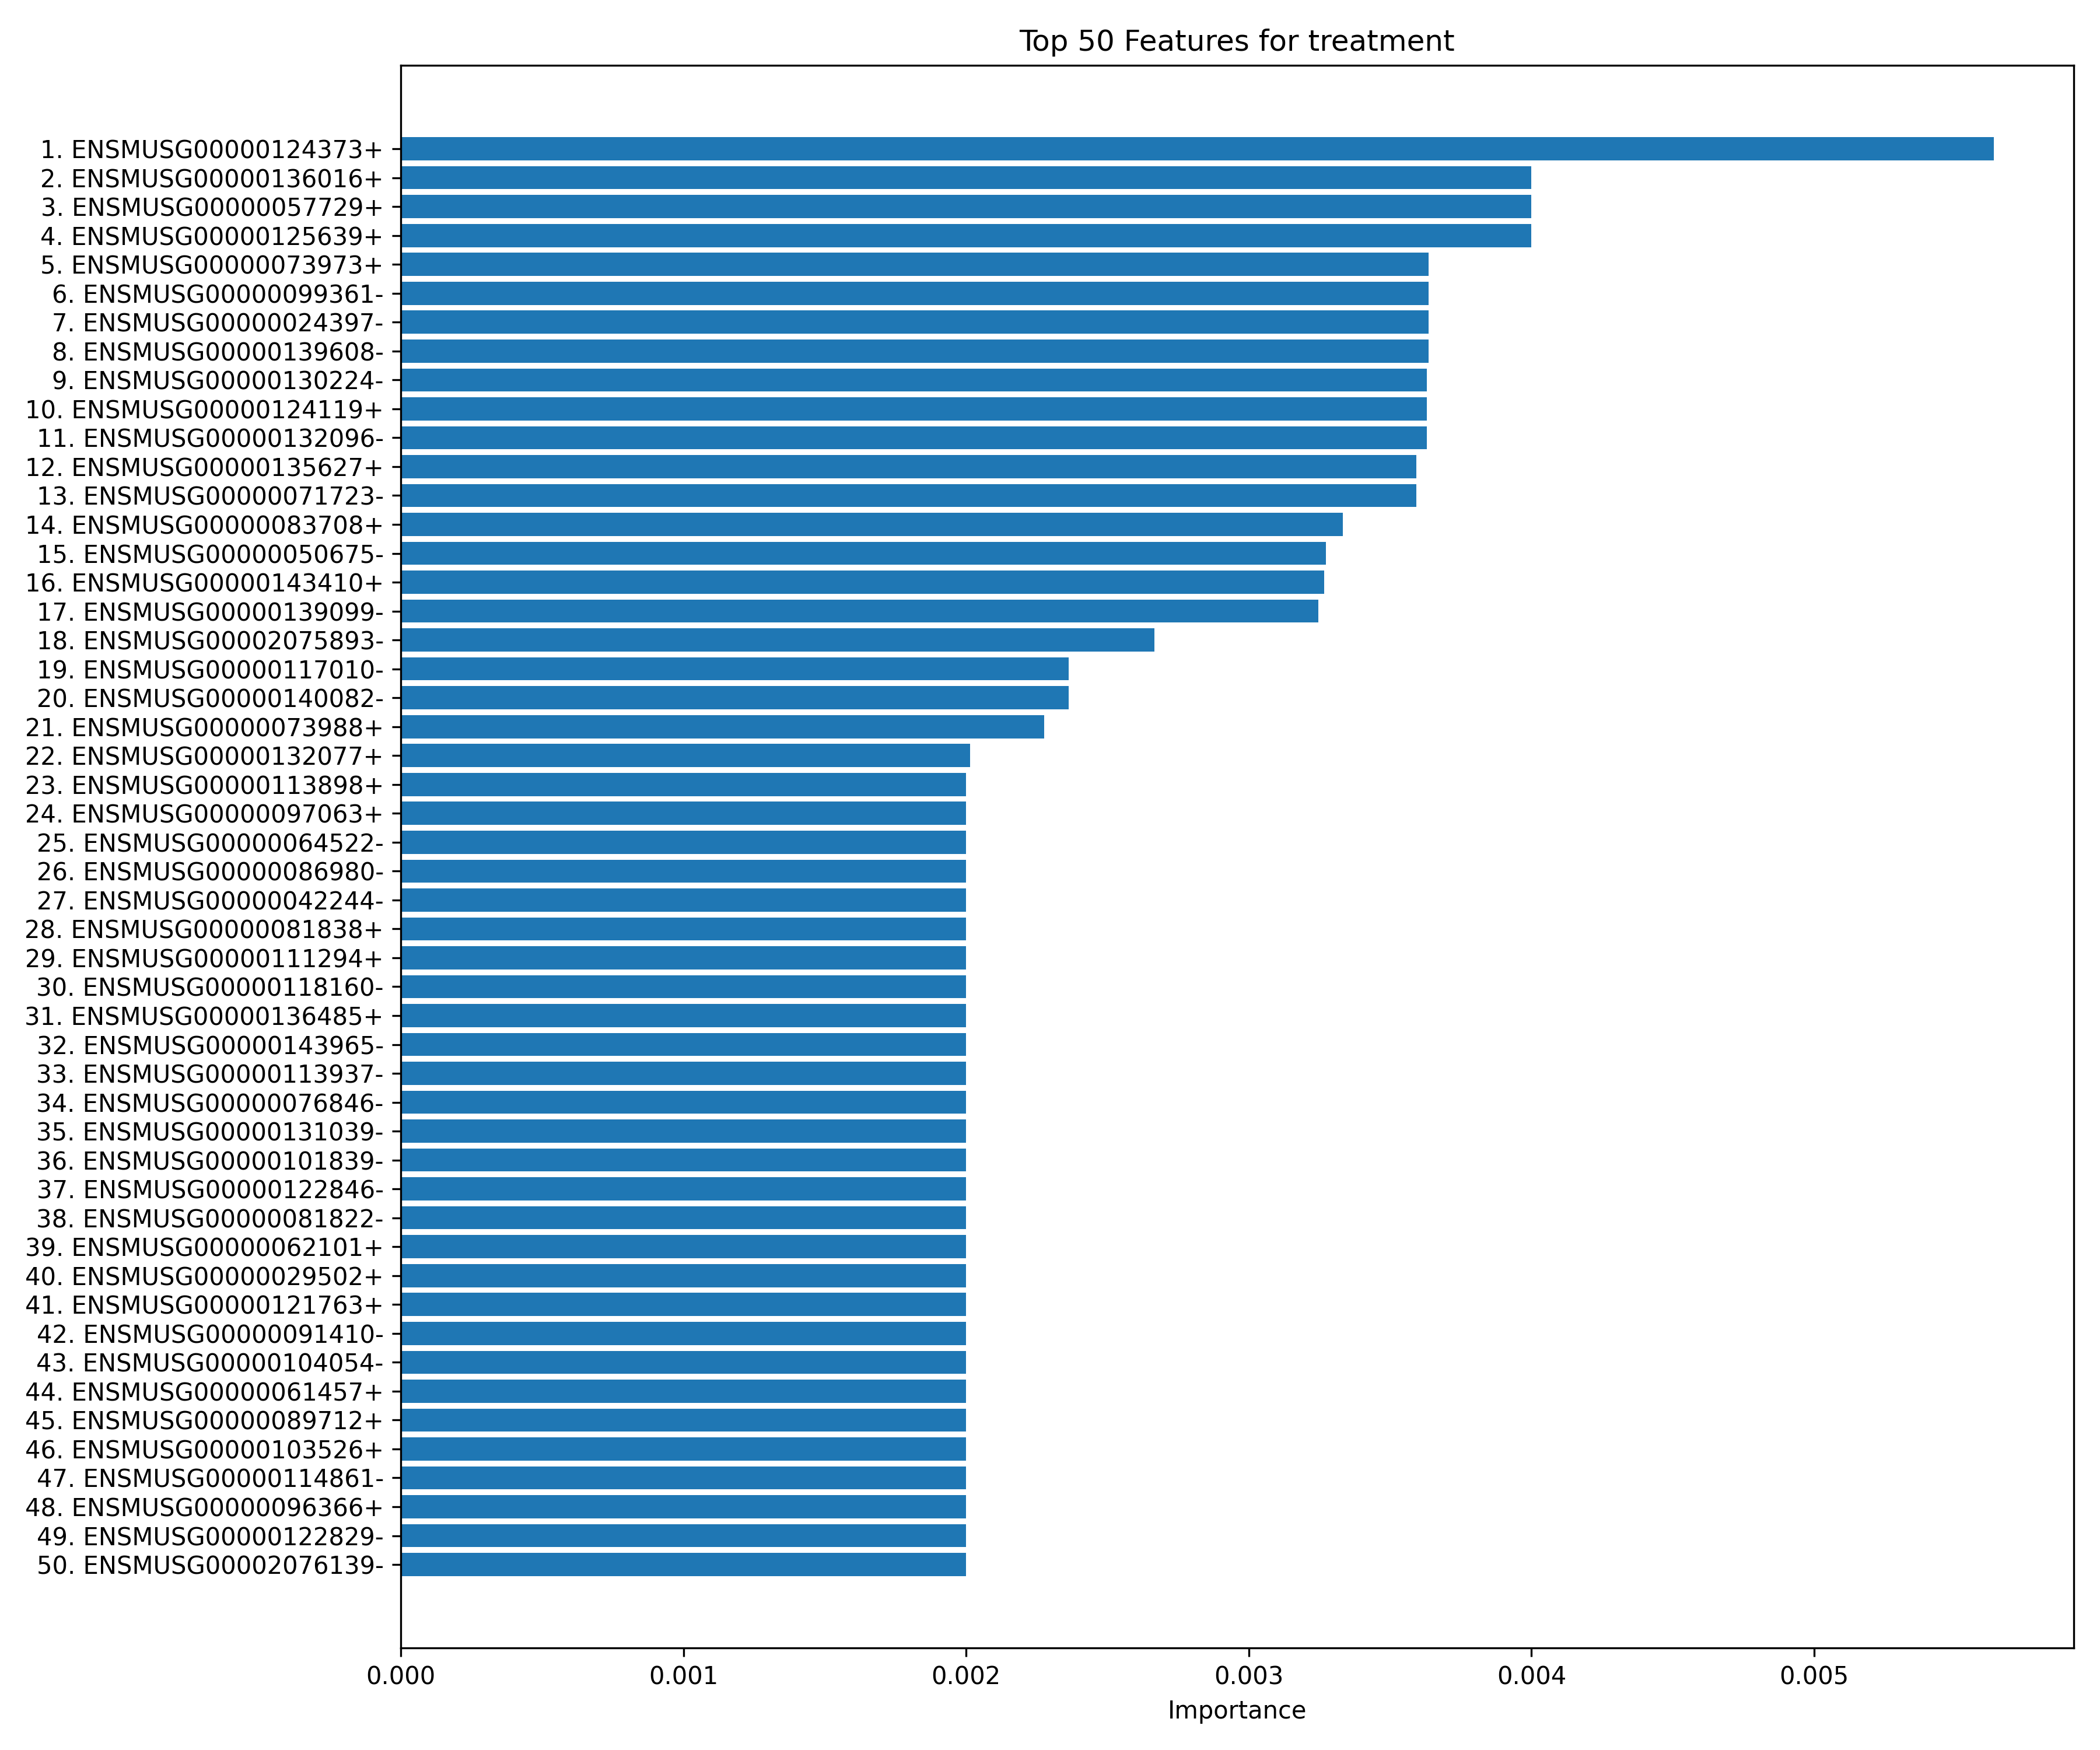 Top 50 Features for treatment
1. ENSMUSG00000124373+
2. ENSMUSG00000136016+
3. ENSMUSG00000057729+
4. ENSMUSG00000125639+
5. ENSMUSG00000073973+
6. ENSMUSG00000099361-
7. ENSMUSG00000024397-
8. ENSMUSG00000139608-
9. ENSMUSG00000130224-
10. ENSMUSG00000124119+
11. ENSMUSG00000132096-
12. ENSMUSG00000135627+
13. ENSMUSG00000071723-
14. ENSMUSG00000083708+
15. ENSMUSG00000050675-
16. ENSMUSG00000143410+
17. ENSMUSG00000139099-
18. ENSMUSG00002075893-
19. ENSMUSG00000117010-
20. ENSMUSG00000140082-
21. ENSMUSG00000073988+
22. ENSMUSG00000132077+
23. ENSMUSG00000113898+
24. ENSMUSG00000097063+
25. ENSMUSG00000064522-
26. ENSMUSG00000086980-
27. ENSMUSG00000042244-
28. ENSMUSG00000081838+
29. ENSMUSG00000111294+
30. ENSMUSG00000118160-
31. ENSMUSG00000136485+
32. ENSMUSG00000143965-
33. ENSMUSG00000113937-
34. ENSMUSG00000076846-
35. ENSMUSG00000131039-
36. ENSMUSG00000101839-
37. ENSMUSG00000122846-
38. ENSMUSG00000081822-
39. ENSMUSG00000062101+
40. ENSMUSG00000029502+
41. ENSMUSG00000121763+
42. ENSMUSG00000091410-
43. ENSMUSG00000104054-
44. ENSMUSG00000061457+
45. ENSMUSG00000089712+
46. ENSMUSG00000103526+
47. ENSMUSG00000114861-
48. ENSMUSG00000096366+
49. ENSMUSG00000122829-
50. ENSMUSG00002076139-
0.000 0.001 0.002 0.003 0.004 0.005
Importance